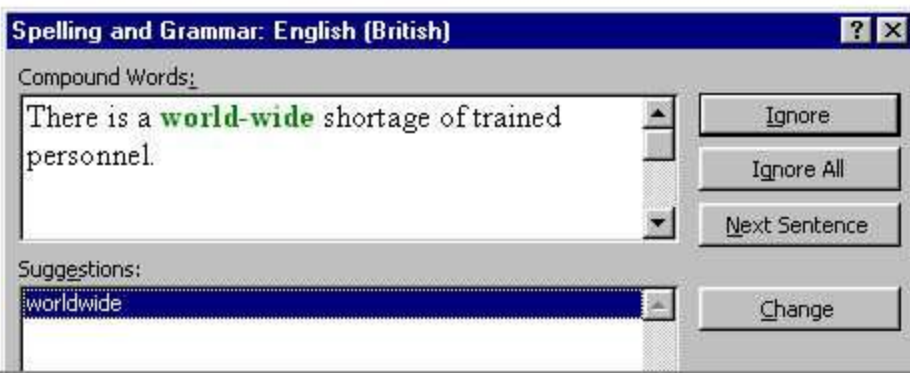 Spelling and Grammar: English (British)
Compound Words:
There is a world-wide shortage of trained
personnel.
Ignore
Ignore All
Next Sentence
Suggestions:
worldwide
Change